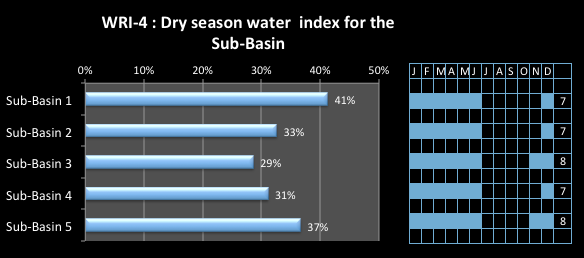 WRI-4 : Dry season water index for the
Sub-Basin
0% 10% 20% 30% 40% 50%
J F M A M J J A S O N D
Sub-Basin 1 41% 7
Sub-Basin 2 33% 7
Sub-Basin 3 29% 8
Sub-Basin 4 31% 7
Sub-Basin 5 37% 8